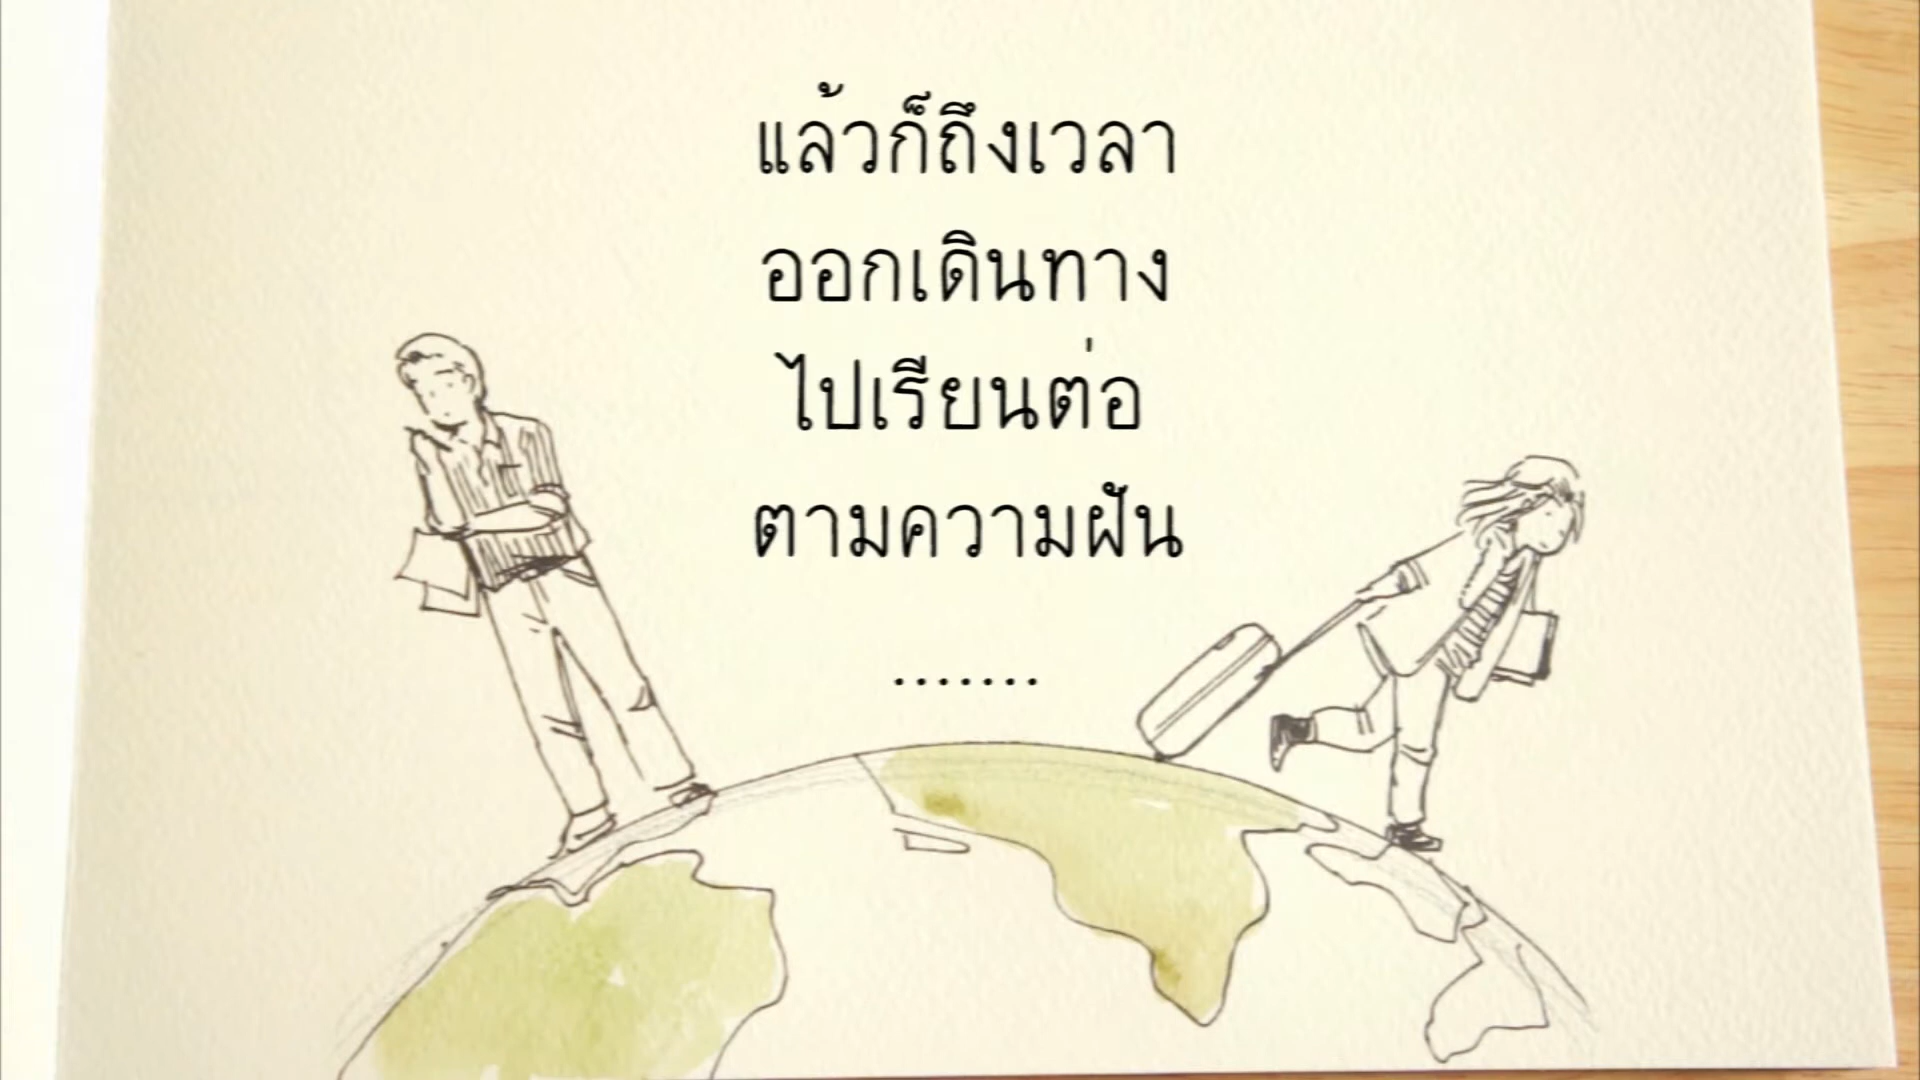 แล้วก็ถึงเวลา
ออกเดินทาง
ไปเรียนต่อ
ตามความฝัน
.......